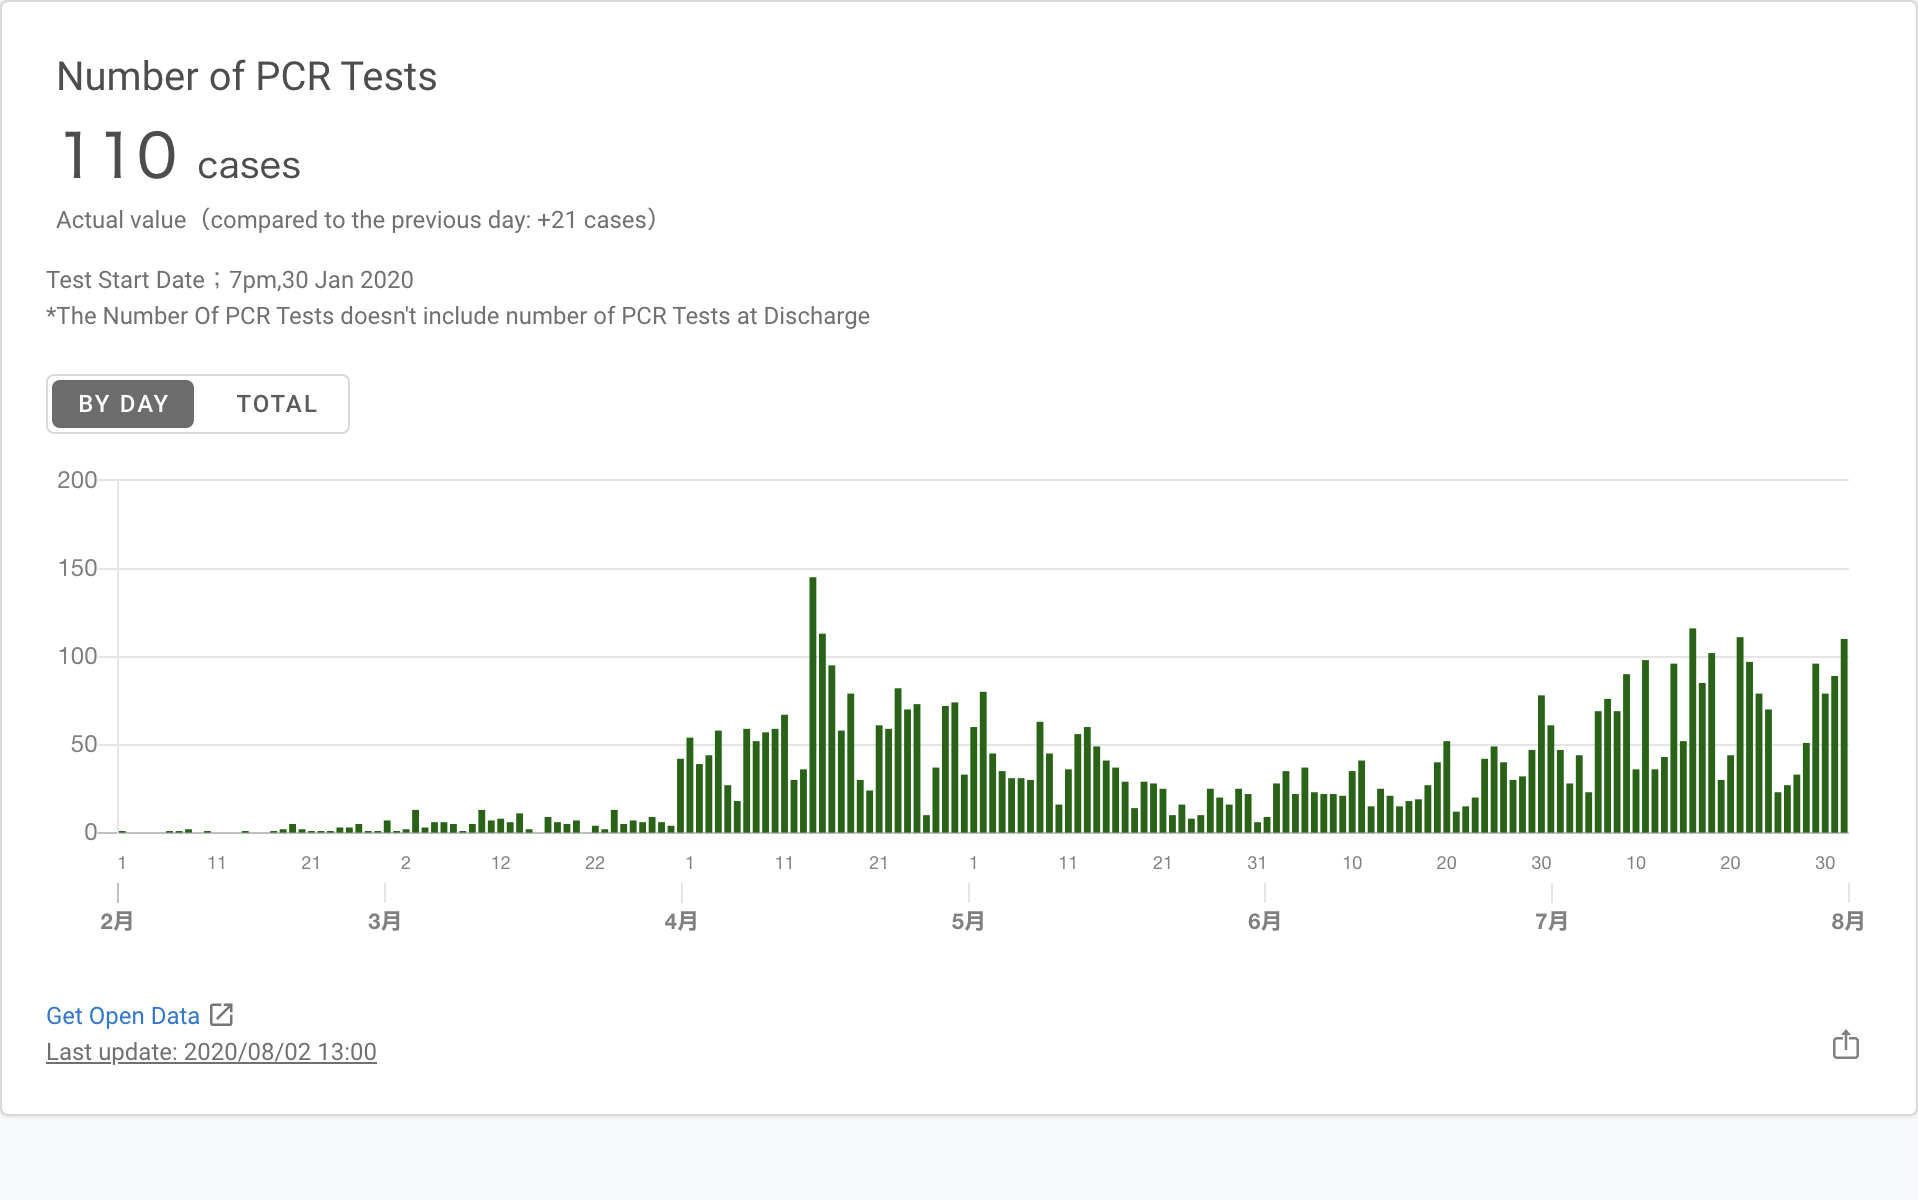 Number of PCR Tests
110 cases
Actual value（compared to the previous day: +21 cases）
Test Start Date；7pm,30 Jan 2020
*The Number Of PCR Tests doesn't include number of PCR Tests at Discharge
BY DAY TOTAL
200
150
100
50
0
1 11 21 2 12 22 1 11 21 1 11 21 31 10 20 30 10 20 30
2月 3月 4月 5月 6月 7月 8月
Get Open Data
Last update: 2020/08/02 13:00